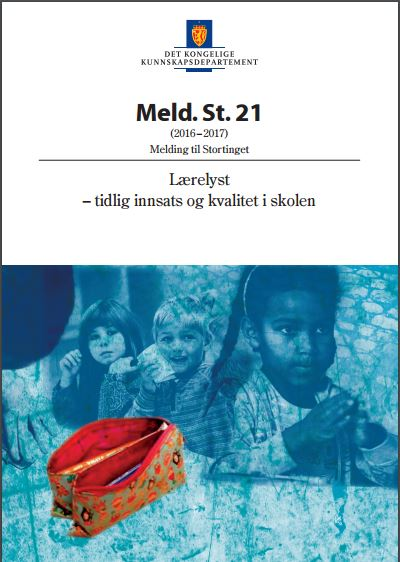 DET KONGELIGE
KUNNSKAPSDEPARTEMENT
Meld. St. 21
(2016–2017)
Melding til Stortinget
Lærelyst
– tidlig innsats og kvalitet i skolen